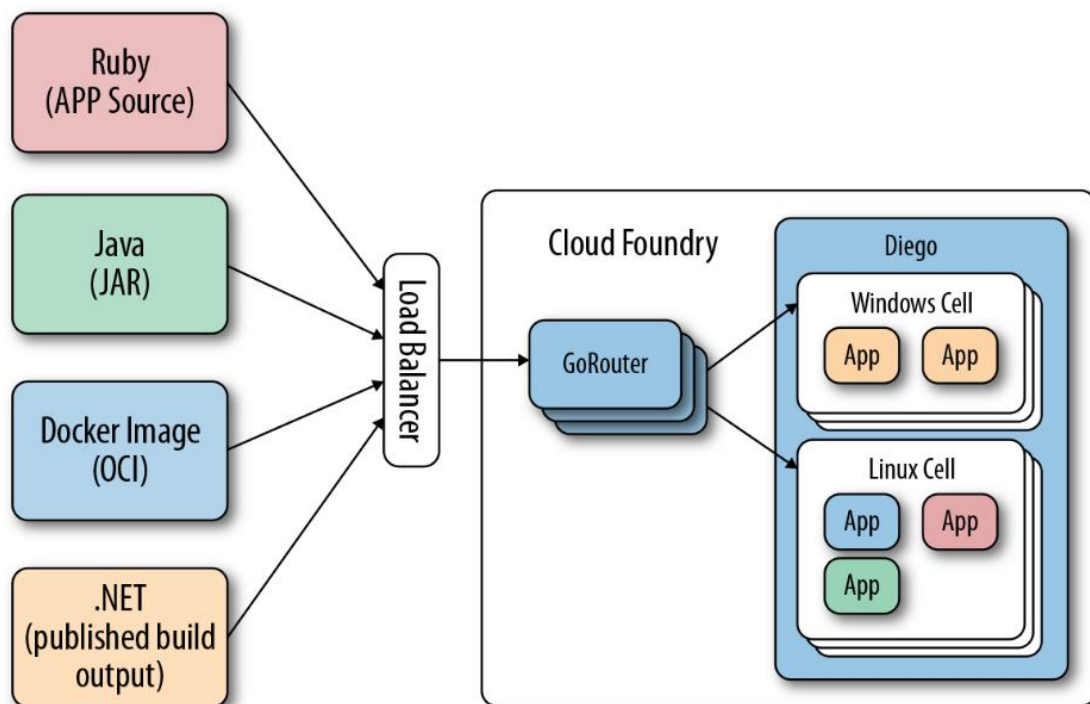 Ruby
(APP Source)
Java
(JAR)
Docker Image
(OCI)
.NET
(published build
output)
Load Balancer
Cloud Foundry
GoRouter
Diego
Windows Cell
App
App
Linux Cell
App
App
App